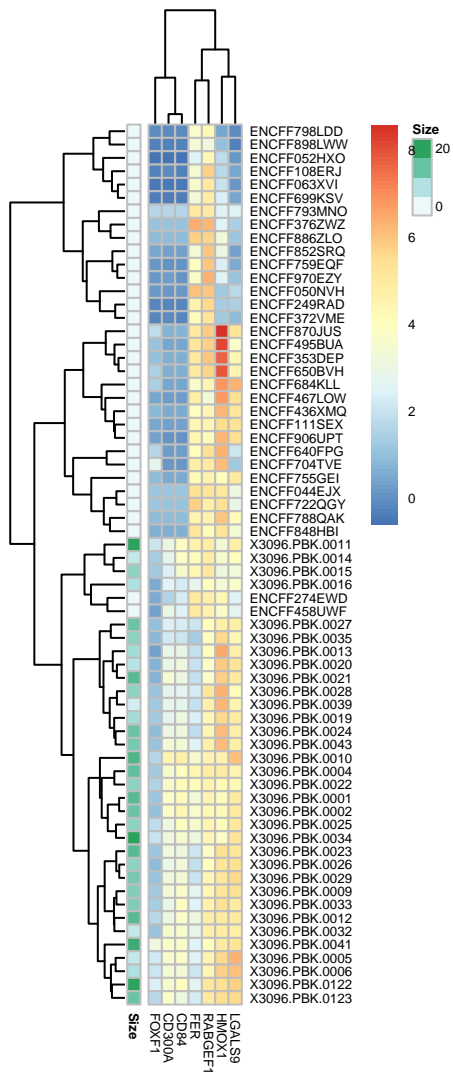 ENCFF798LDD
ENCFF898LWW
ENCFF052HXO
ENCFF108ERJ
ENCFF063XVI
ENCFF699KSV
ENCFF793MNO
ENCFF376ZWZ
ENCFF886ZLO
ENCFF852SRQ
ENCFF759EQF
ENCFF970EZY
ENCFF050NVH
ENCFF249RAD
ENCFF372VME
ENCFF870JUS
ENCFF495BUA
ENCFF353DEP
ENCFF650BVH
ENCFF684KLL
ENCFF467LOW
ENCFF436XMQ
ENCFF111SEX
ENCFF906UPT
ENCFF640FPG
ENCFF704TVE
ENCFF755GEI
ENCFF044EJX
ENCFF722QGY
ENCFF788QAK
ENCFF848HBI
X3096.PBK.0011
X3096.PBK.0014
X3096.PBK.0015
X3096.PBK.0016
ENCFF274EWD
ENCFF458UWF
X3096.PBK.0027
X3096.PBK.0035
X3096.PBK.0013
X3096.PBK.0020
X3096.PBK.0021
X3096.PBK.0028
X3096.PBK.0039
X3096.PBK.0019
X3096.PBK.0024
X3096.PBK.0043
X3096.PBK.0010
X3096.PBK.0004
X3096.PBK.0022
X3096.PBK.0001
X3096.PBK.0002
X3096.PBK.0025
X3096.PBK.0034
X3096.PBK.0023
X3096.PBK.0026
X3096.PBK.0029
X3096.PBK.0009
X3096.PBK.0033
X3096.PBK.0012
X3096.PBK.0032
X3096.PBK.0041
X3096.PBK.0005
X3096.PBK.0006
X3096.PBK.0122
X3096.PBK.0123
8
6
4
2
0
Size
20
0
Size
FOXF1
CD300A
CD84
FER
RABGEF1
HMOX1
LGALS9